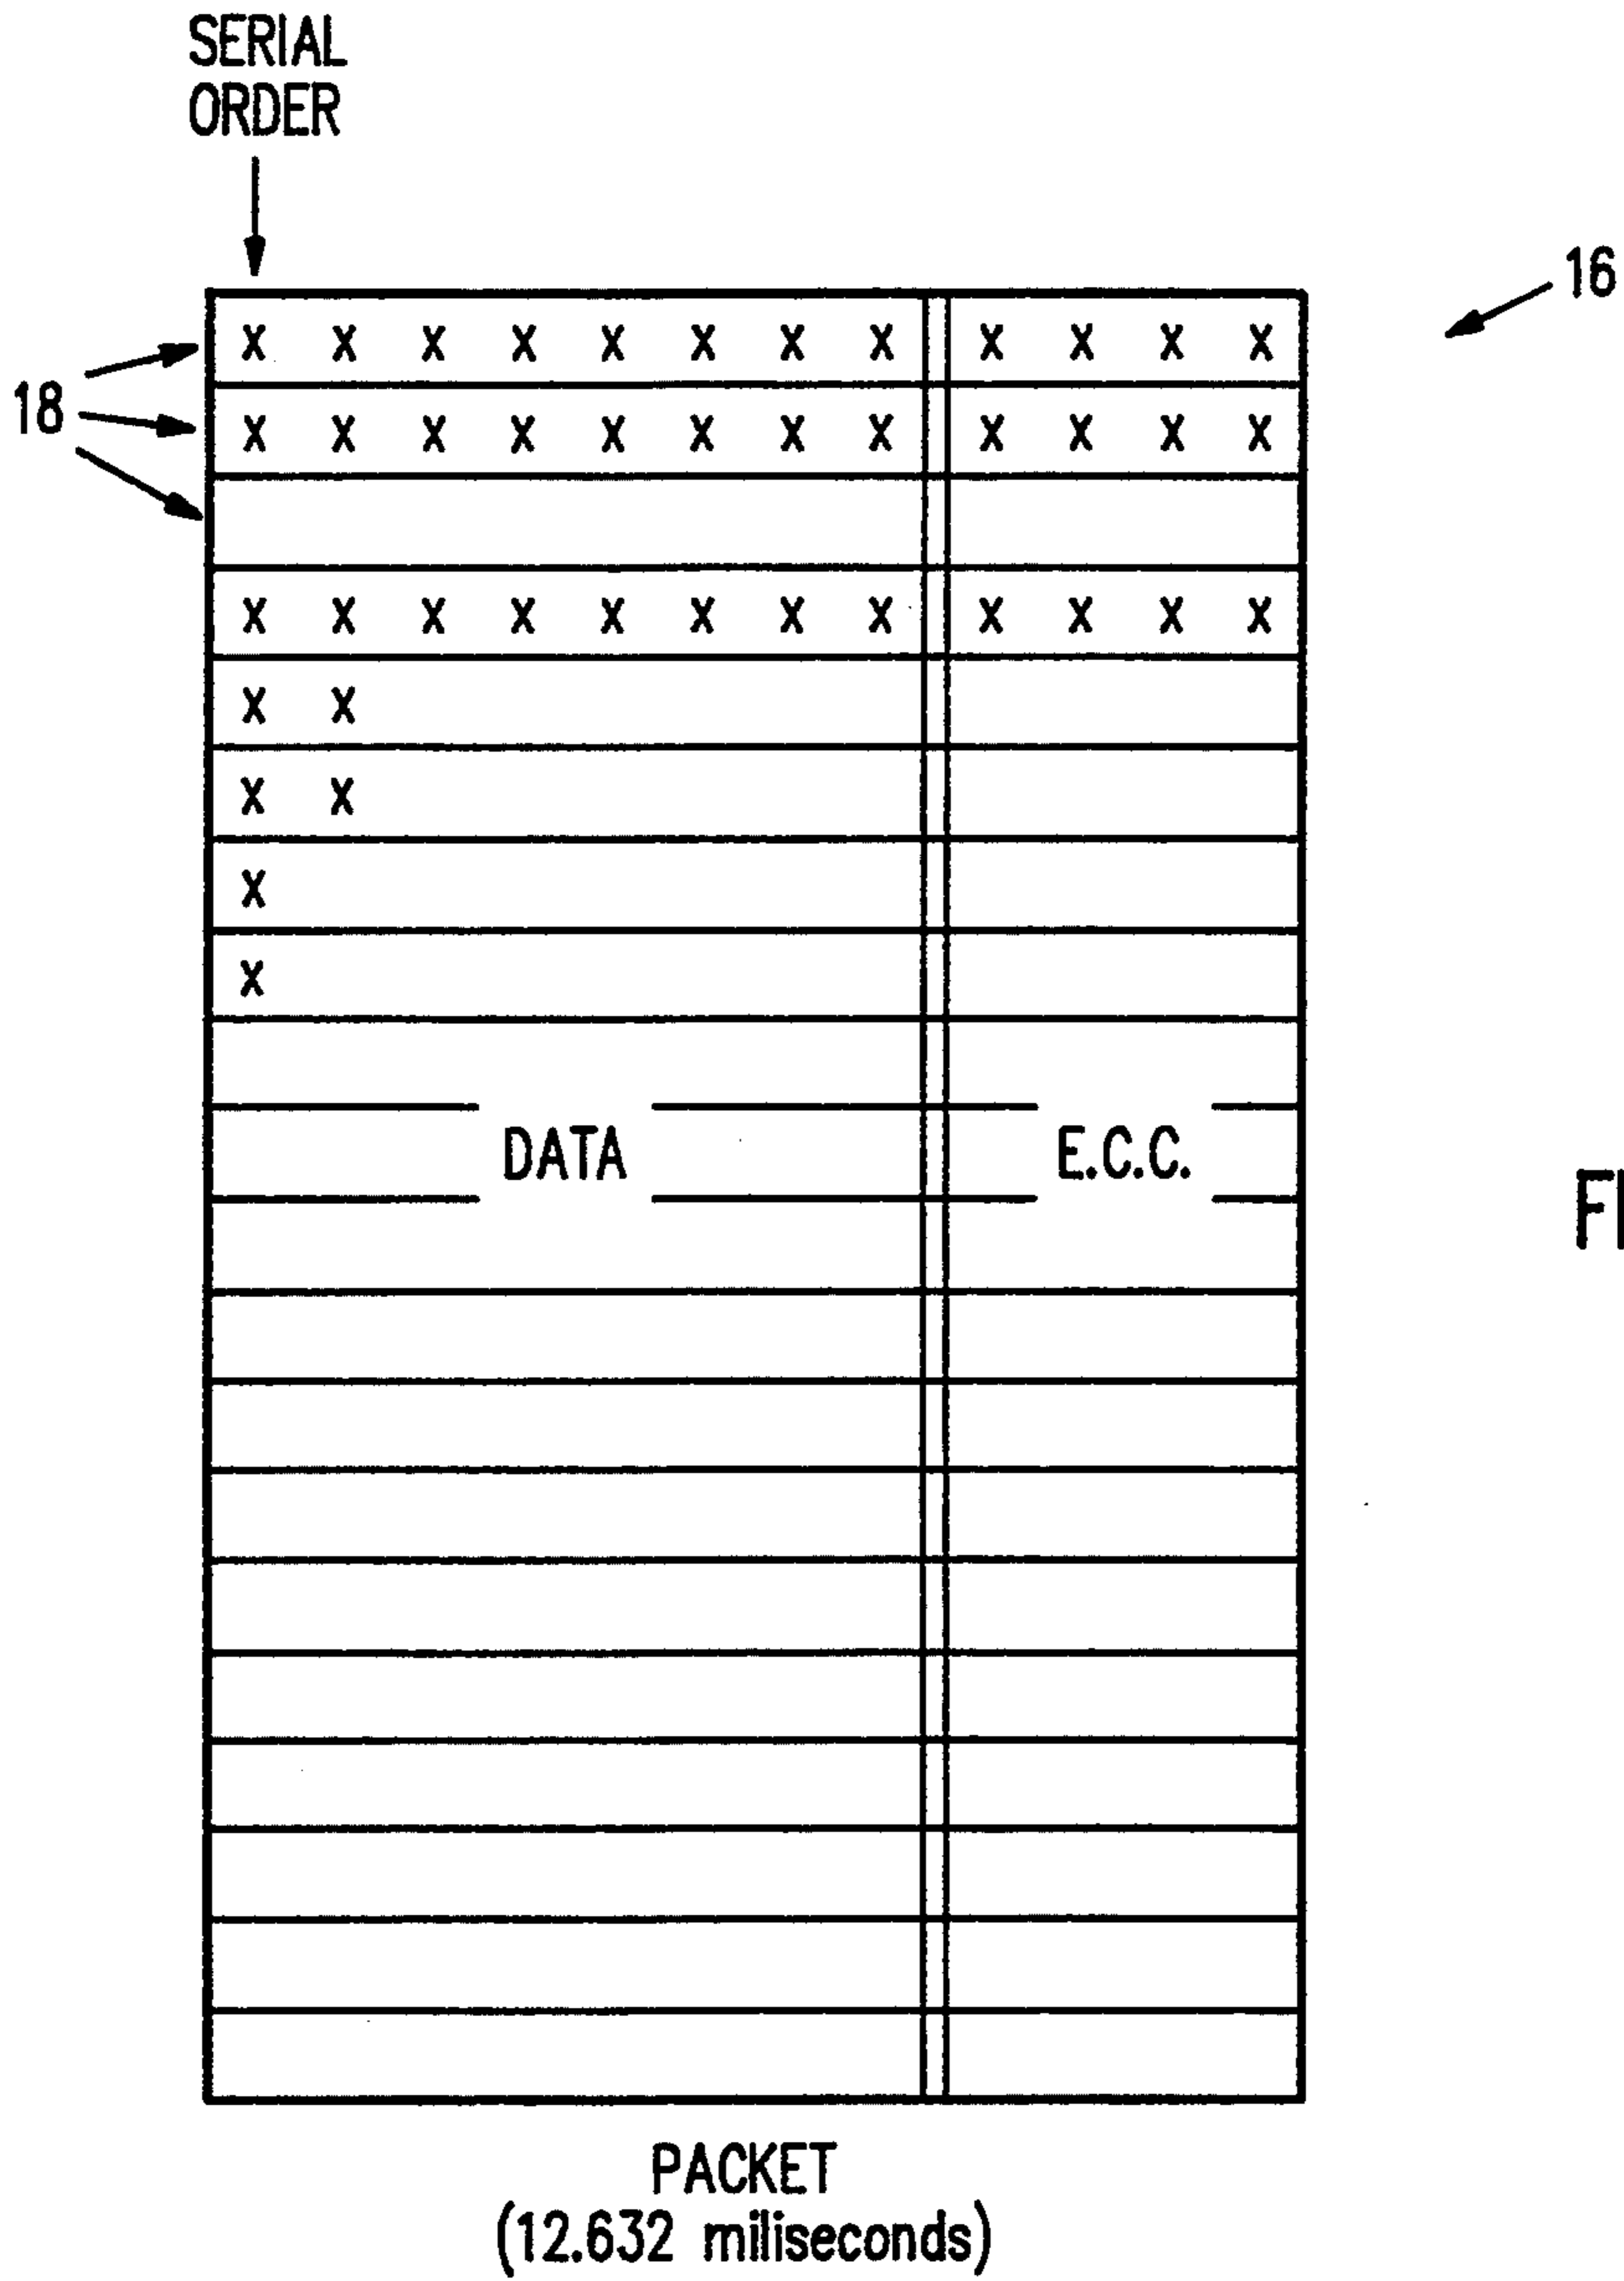 SERIAL
ORDER
16
18
X X X X X X X X X X X X
X X X X X X X X X X X X
X X X X X X X X X X X X
X X
X X
X
X
DATA E.C.C.
PACKET
(12.632 miliseconds)